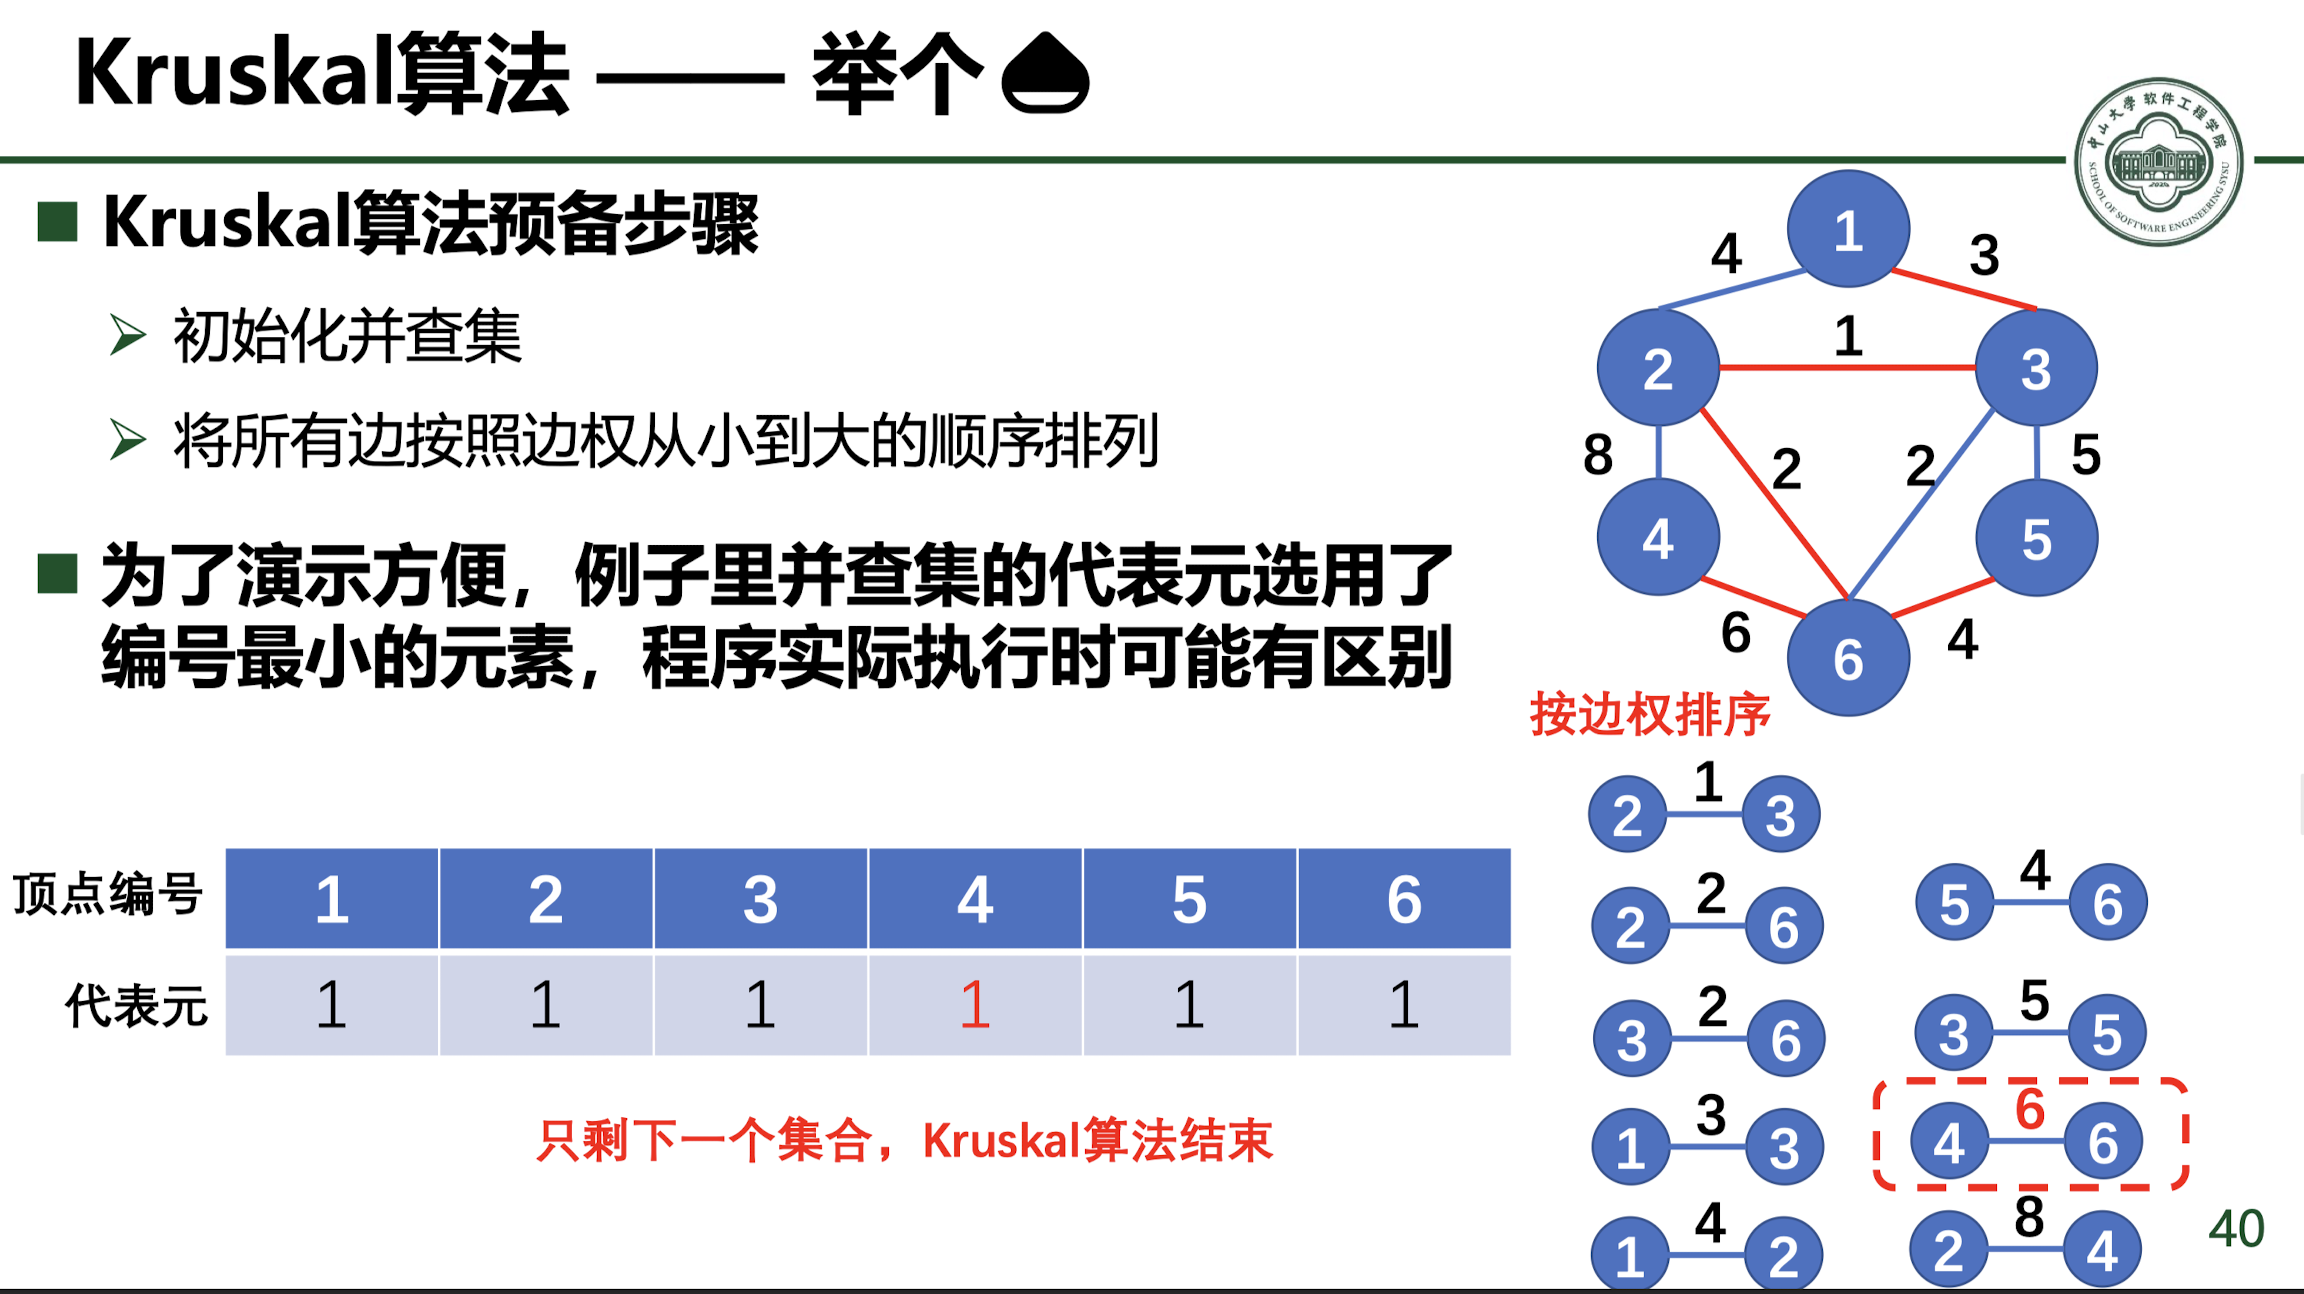 Kruskal算法 —— 举个
中山大学软件工程学院
SCHOOL OF SOFTWARE ENGINEERING SYSU
Kruskal算法预备步骤
初始化并查集
将所有边按照边权从小到大的顺序排列
为了演示方便，例子里并查集的代表元选用了
编号最小的元素，程序实际执行时可能有区别
1
4 3
1
2 3
8 2 2 5
4 5
6 4
6
按边权排序
顶点编号 1 2 3 4 5 6
代表元 1 1 1 1 1 1
只剩下一个集合，Kruskal算法结束
2 1 3
2 2 6
3 2 6
1 3 3
1 4 2
5 4 6
3 5 5
4 6 6
2 8 4
40